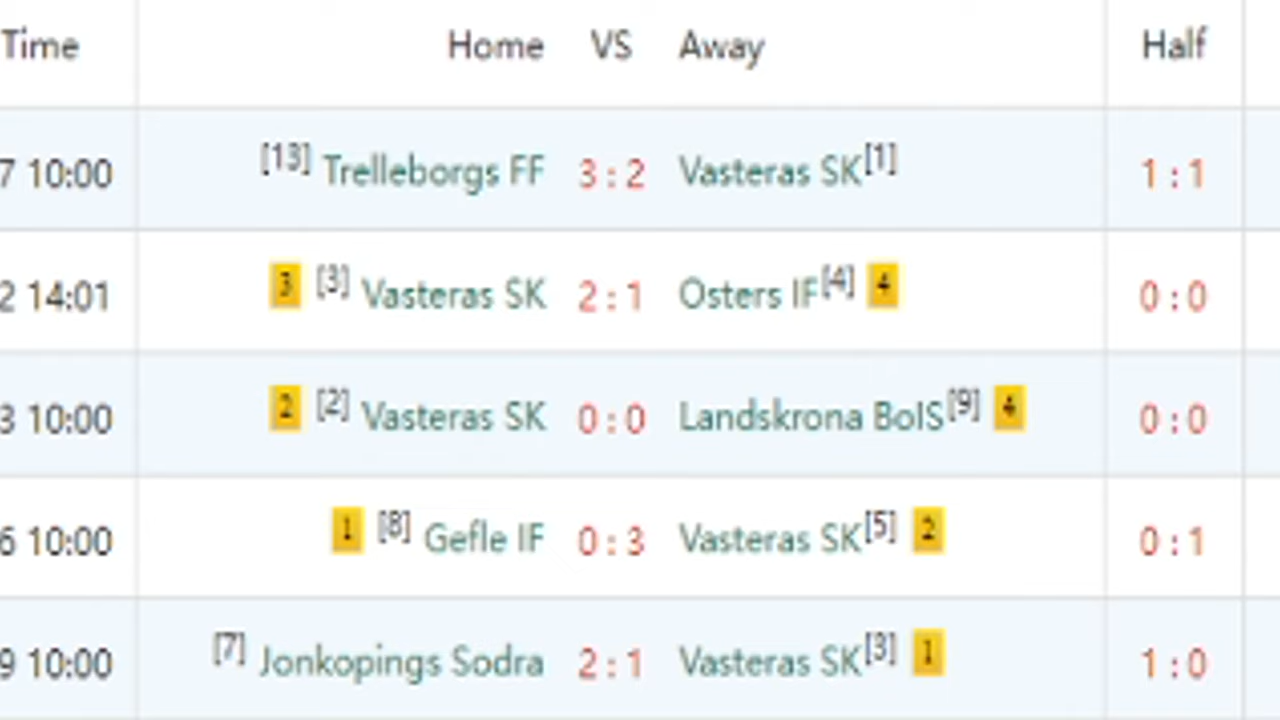 Time Home VS Away Half
7 10:00 [13] Trelleborgs FF 3 : 2 Vasteras SK[1] 1 : 1
2 14:01 3 [3] Vasteras SK 2 : 1 Osters IF[4] 4 0 : 0
3 10:00 2 [2] Vasteras SK 0 : 0 Landskrona BoIS[9] 4 0 : 0
6 10:00 1 [8] Gefle IF 0 : 3 Vasteras SK[5] 2 0 : 1
9 10:00 [7] Jonkopings Sodra 2 : 1 Vasteras SK[3] 1 1 : 0